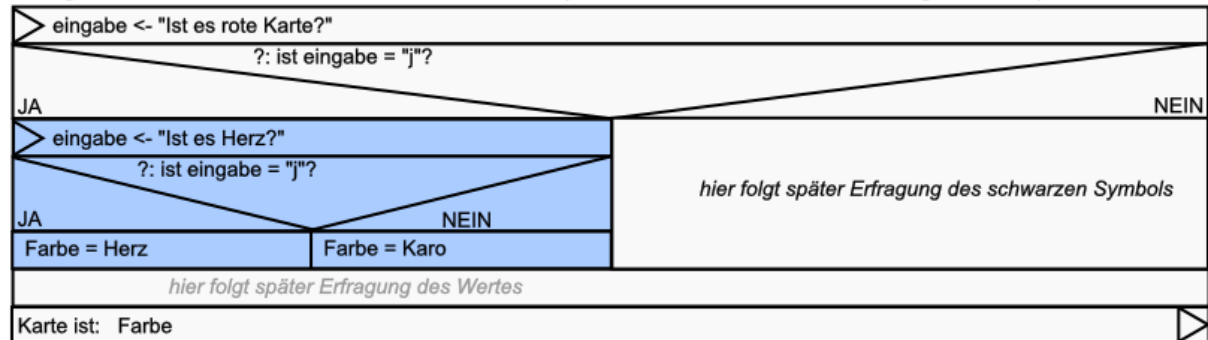 eingabe <- "Ist es rote Karte?"
?: ist eingabe = "j"?
JA
NEIN
eingabe <- "Ist es Herz?"
?: ist eingabe = "j"?
hier folgt später Erfragung des schwarzen Symbols
JA
NEIN
Farbe = Herz
Farbe = Karo
hier folgt später Erfragung des Wertes
Karte ist: Farbe